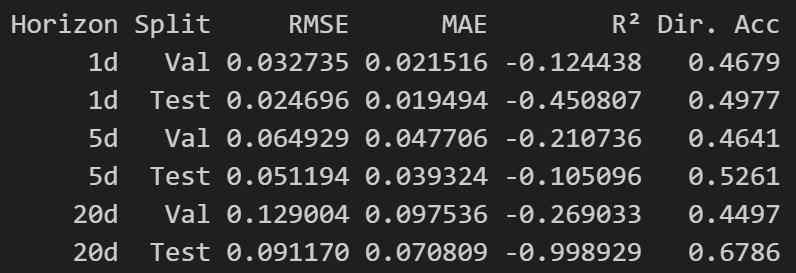 Horizon Split RMSE MAE R² Dir. Acc
1d Val 0.032735 0.021516 -0.124438 0.4679
1d Test 0.024696 0.019494 -0.450807 0.4977
5d Val 0.064929 0.047706 -0.210736 0.4641
5d Test 0.051194 0.039324 -0.105096 0.5261
20d Val 0.129004 0.097536 -0.269033 0.4497
20d Test 0.091170 0.070809 -0.998929 0.6786